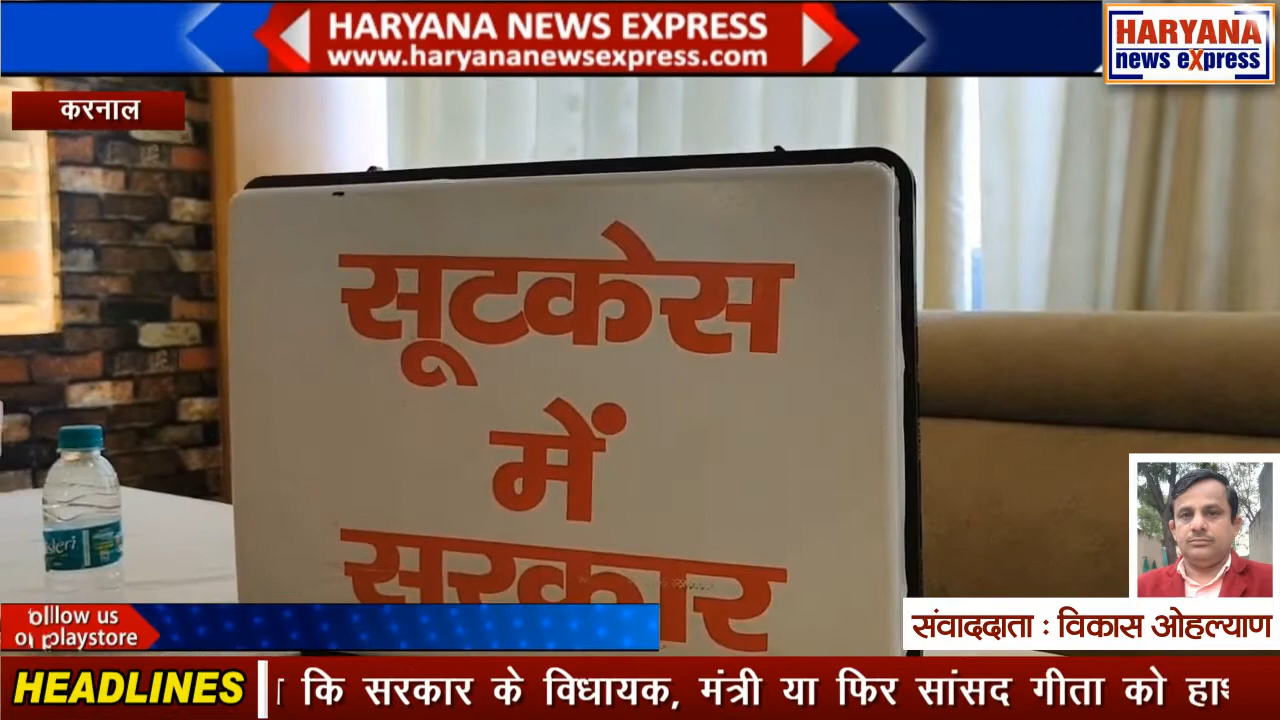 HARYANA NEWS EXPRESS
www.haryananewsexpress.com
HARYANA
news eXpress
करनाल
सूटकेस
में
सरकार
संवाददाता : विकास ओहल्याण
HEADLINES
कि सरकार के विधायक, मंत्री या फिर सांसद गीता को